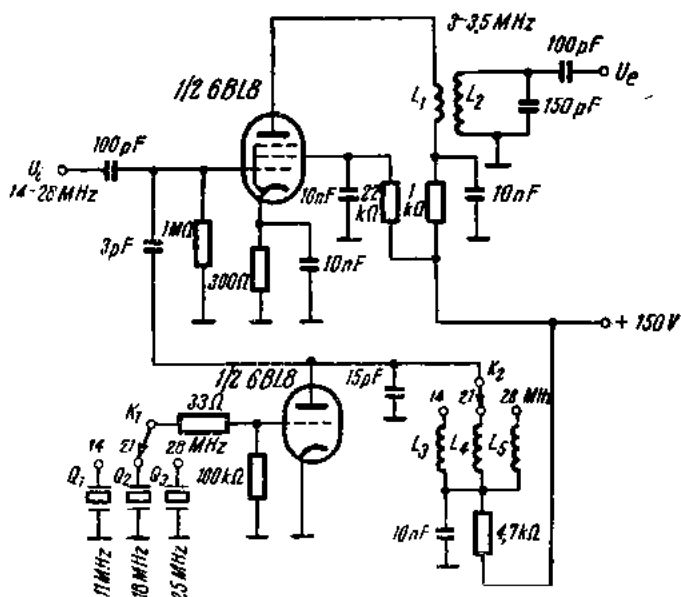 3-3,5 MHz
100pF
Ue
1/2 6BL8
L1
L2
150pF
100pF
Ui
14-28 MHz
10nF
22 kΩ
1 kΩ
10nF
3pF
1MΩ
300Ω
10nF
+ 150V
1/2 6BL8
15pF
K2
14
21
28 MHz
K1
33Ω
L3
L4
L5
14
21
28 MHz
Q1
Q2
Q3
100kΩ
10nF
4,7kΩ
11MHz
18MHz
25MHz